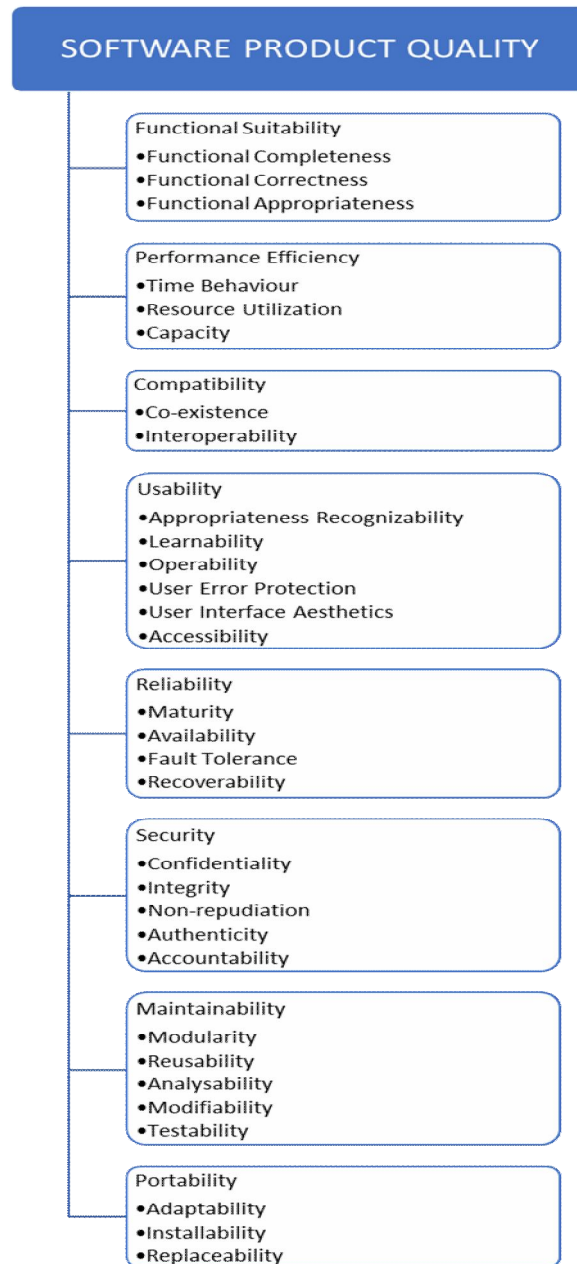 SOFTWARE PRODUCT QUALITY
Functional Suitability
•Functional Completeness
•Functional Correctness
•Functional Appropriateness
Performance Efficiency
•Time Behaviour
•Resource Utilization
•Capacity
Compatibility
•Co-existence
•Interoperability
Usability
•Appropriateness Recognizability
•Learnability
•Operability
•User Error Protection
•User Interface Aesthetics
•Accessibility
Reliability
•Maturity
•Availability
•Fault Tolerance
•Recoverability
Security
•Confidentiality
•Integrity
•Non-repudiation
•Authenticity
•Accountability
Maintainability
•Modularity
•Reusability
•Analysability
•Modifiability
•Testability
Portability
•Adaptability
•Installability
•Replaceability